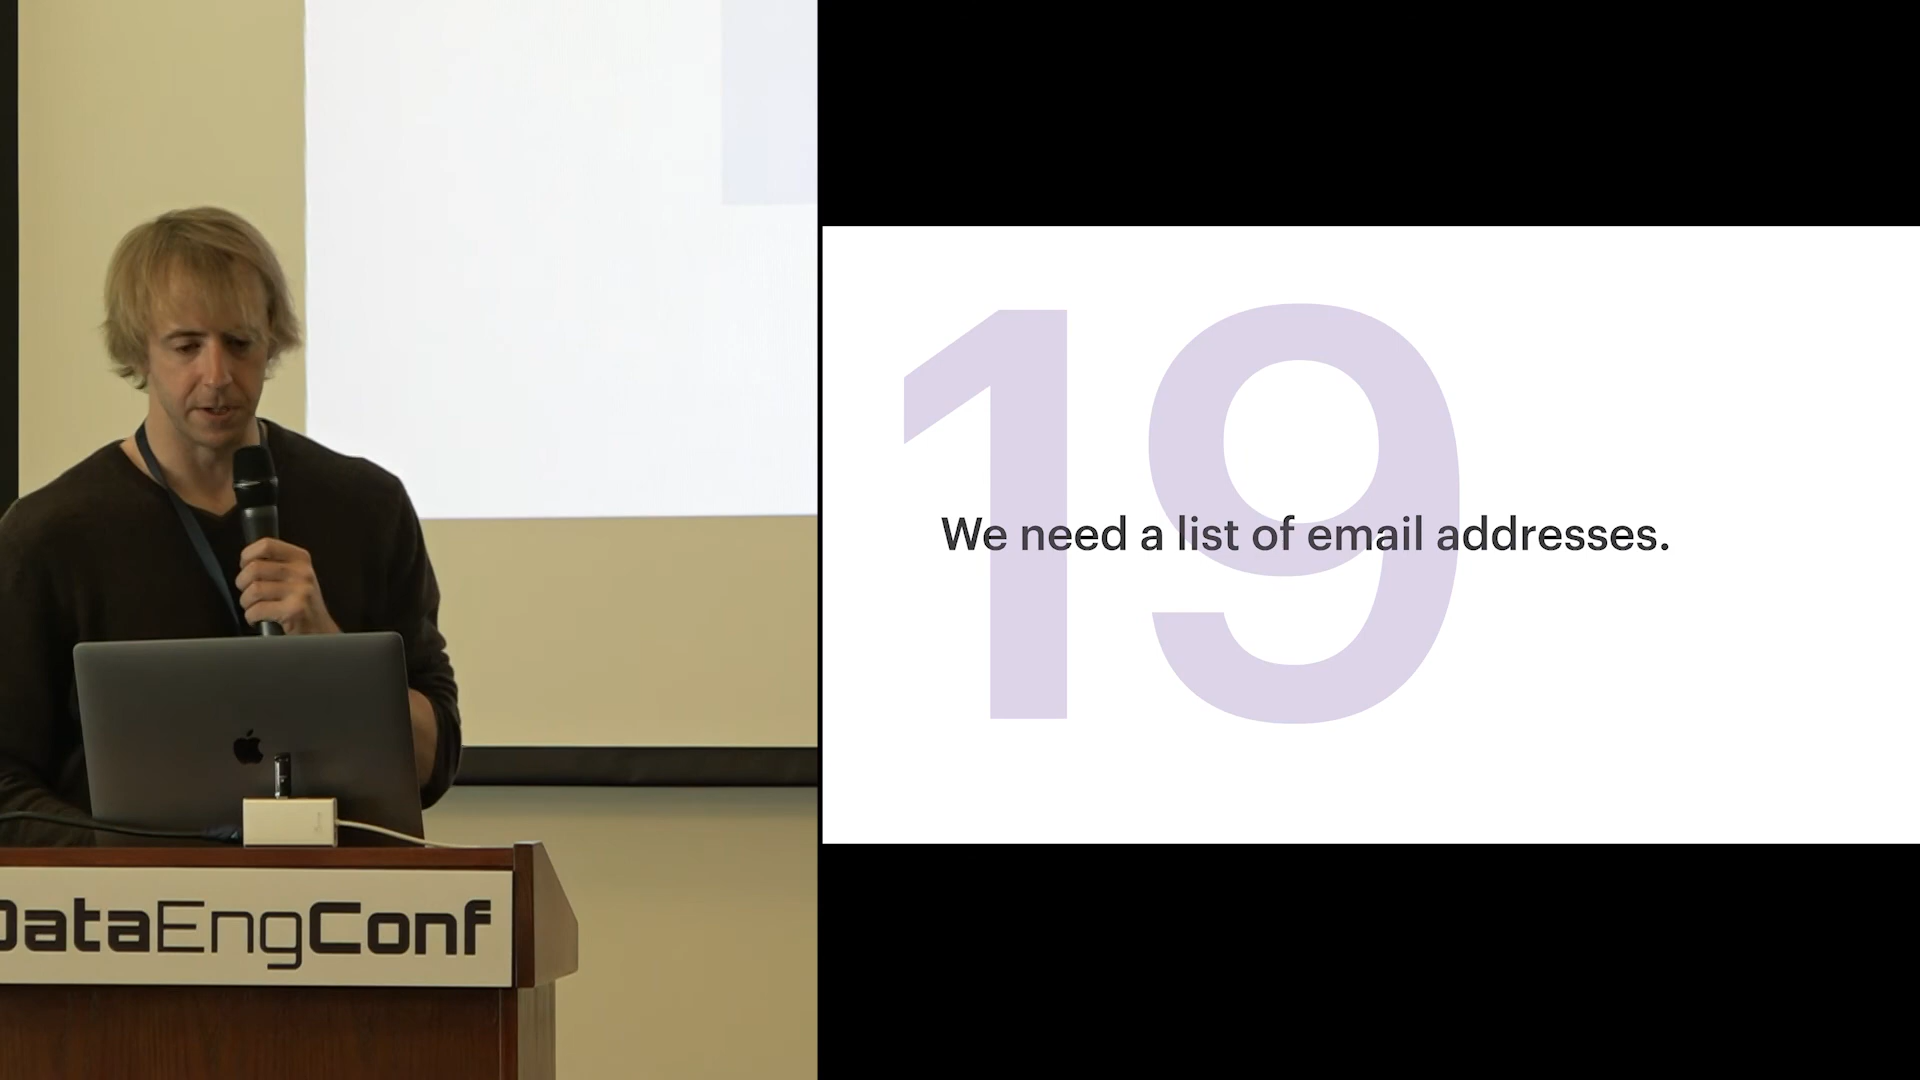 DataEngConf
19
We need a list of email addresses.